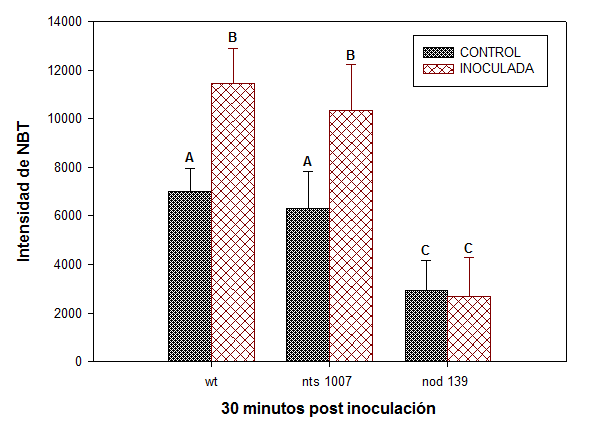 14000
12000
10000
8000
6000
4000
2000
0
Intensidad de NBT
CONTROL
INOCULADA
A
B
A
B
C
C
wt
nts 1007
nod 139
30 minutos post inoculación